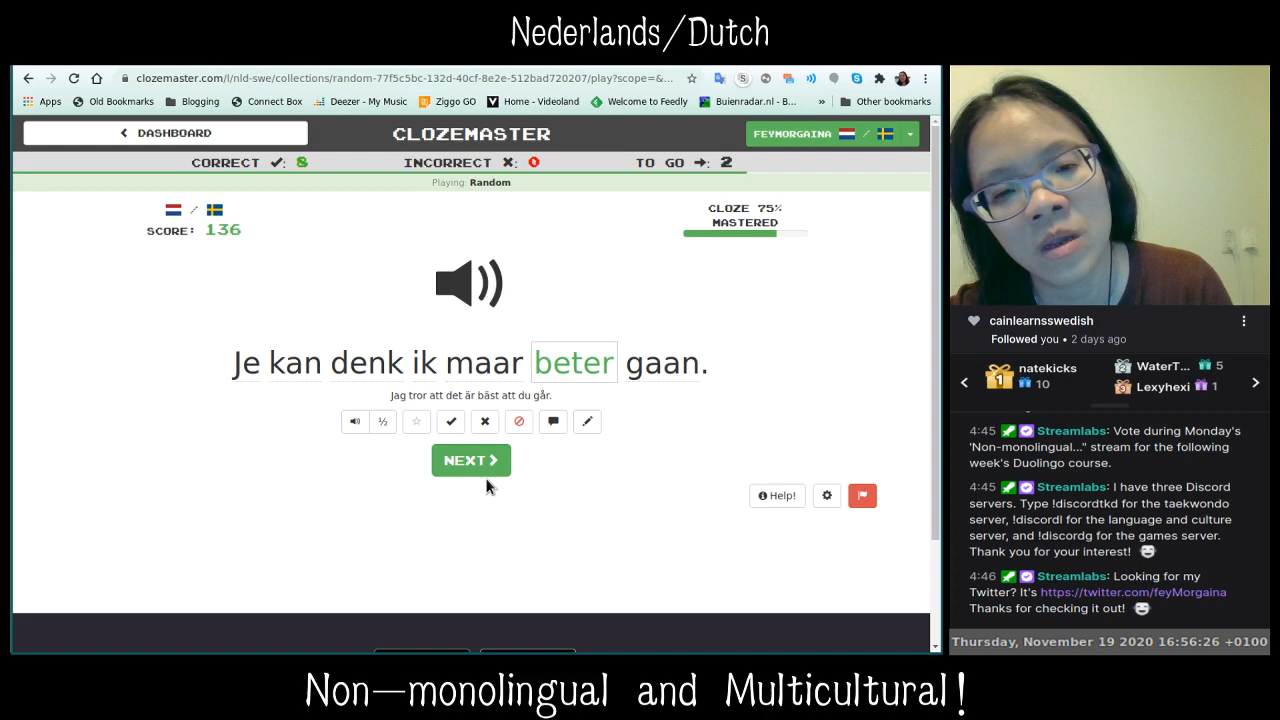 Nederlands/Dutch
clozemaster.com/l/nld-swe/collections/random-77f5c5bc-132d-40cf-8e2e-512bad720207/play?scope=&...
Apps Old Bookmarks Blogging Connect Box Deezer - My Music Ziggo GO Home - Videoland Welcome to Feedly Buienradar.nl - B... » Other bookmarks
DASHBOARD CLOZEMASTER FEYMORGAINA /
CORRECT ✔: 8 INCORRECT ✖: 0 TO GO ➔: 2
Playing: Random
/ CLOZE 75%
MASTERED
SCORE: 136
Je kan denk ik maar beter gaan.
Jag tror att det är bäst att du går.
½
NEXT
Help!
cainlearnsswedish
Followed you • 2 days ago
1 natekicks
10
2 WaterT... 5
3 Lexyhexi 1
4:45 Streamlabs: Vote during Monday's
'Non-monolingual...' stream for the following
week's Duolingo course.
4:45 Streamlabs: I have three Discord
servers. Type !discordtkd for the taekwondo
server, !discordl for the language and culture
server, and !discordg for the games server.
Thank you for your interest!
4:46 Streamlabs: Looking for my
Twitter? It's https://twitter.com/feyMorgaina
Thanks for checking it out!
Thursday, November 19 2020 16:56:26 +0100
Non-monolingual and Multicultural!